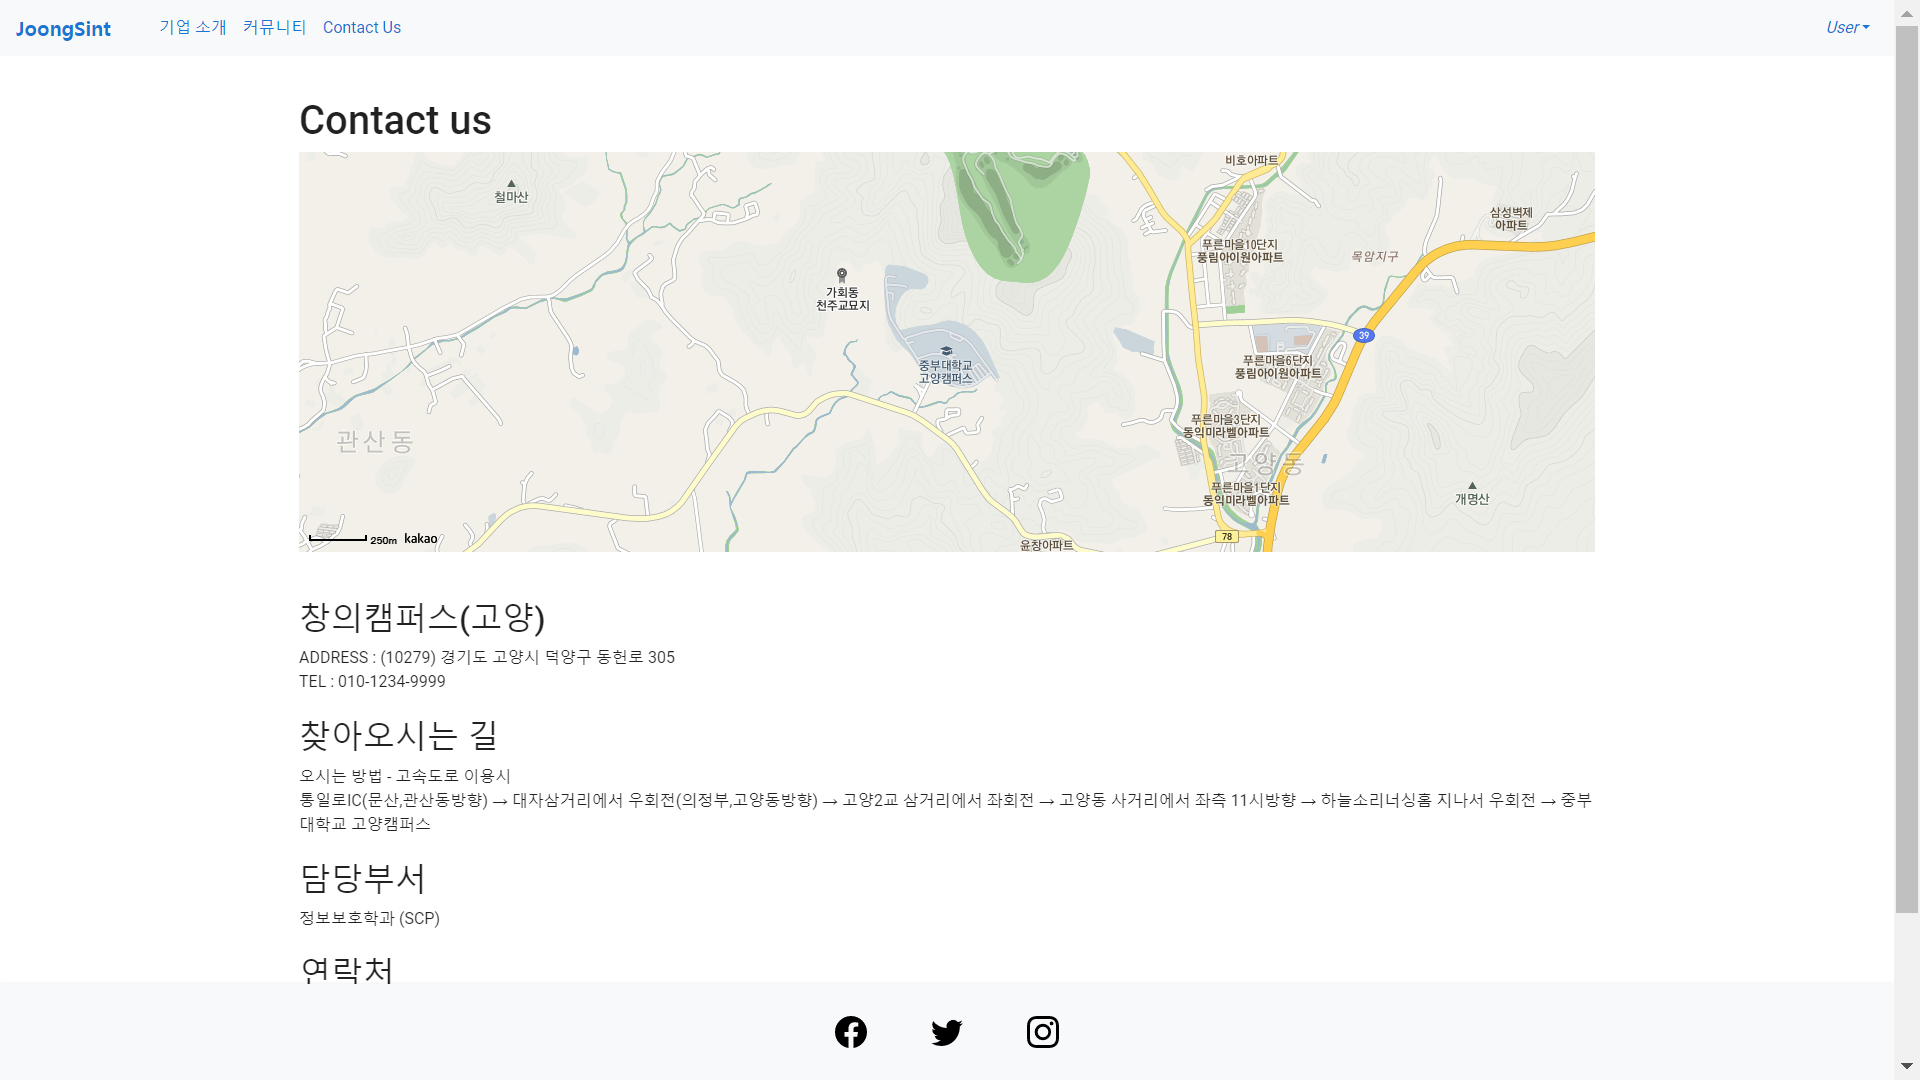 JoongSint
기업 소개
커뮤니티
Contact Us
User
Contact us
비호아파트
철마산
삼성벽제
아파트
푸른마을10단지
풍림아이원아파트
목암지구
가회동
천주교묘지
39
중부대학교
고양캠퍼스
푸른마을6단지
풍림아이원아파트
푸른마을3단지
동익미라벨아파트
관산동
고양동
푸른마을1단지
동익미라벨아파트
개명산
250m
kakao
78
윤창아파트
창의캠퍼스(고양)
ADDRESS : (10279) 경기도 고양시 덕양구 동헌로 305
TEL : 010-1234-9999
찾아오시는 길
오시는 방법 - 고속도로 이용시
통일로IC(문산,관산동방향) → 대자삼거리에서 우회전(의정부,고양동방향) → 고양2교 삼거리에서 좌회전 → 고양동 사거리에서 좌측 11시방향 → 하늘소리너싱홈 지나서 우회전 → 중부
대학교 고양캠퍼스
담당부서
정보보호학과 (SCP)
연락처